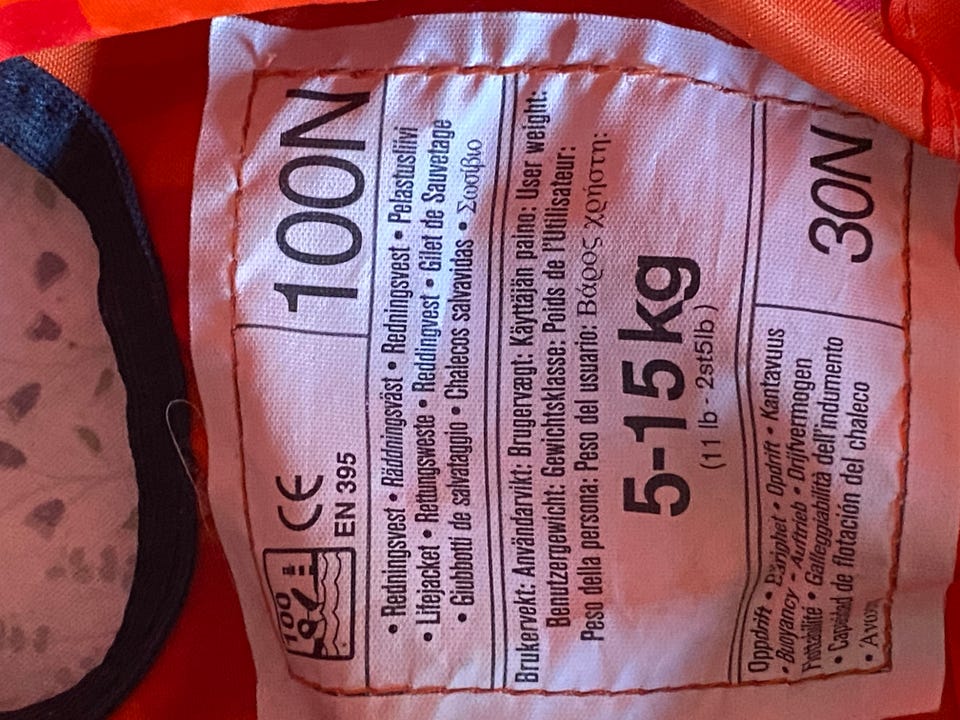 100
CE
EN 395
100N
• Redningsvest • Räddningsväst • Redningsvest • Pelastusliivi
• Lifejacket • Rettungsweste • Reddingvest • Gilet de Sauvetage
• Giubbotti de salvataggio • Chalecos salvavidas • Σωσίβιο
Brukervekt: Användarvikt: Brugervægt: Käyttäjän paino: User weight:
Benutzergewicht: Gewichtsklasse: Poids de l'Utilisateur:
Peso della persona: Peso del usuario: Βάρος χρήστη:
5-15kg
(11 lb - 2st5lb)
Oppdrift • Bärighet • Opdrift • Kantavuus
• Buoyancy - Auftrieb • Drijfvermogen
Flottabilité • Galleggiabilità dell'indumento
• Capacidad de flotación del chaleco
30N